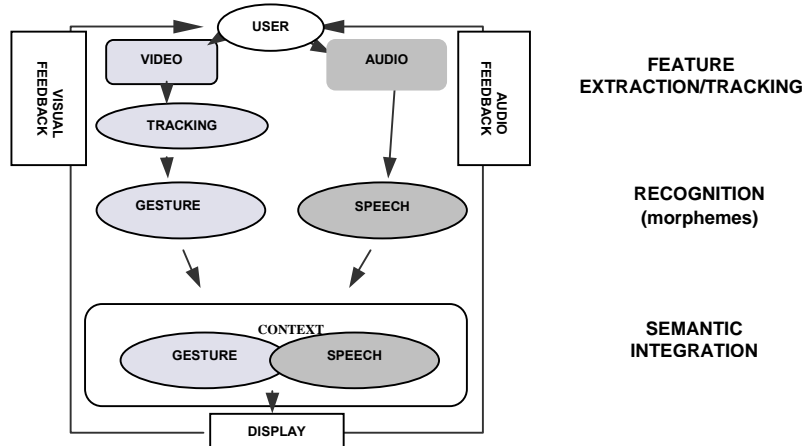 USER
VIDEO
AUDIO
FEATURE
EXTRACTION/TRACKING
VISUAL
FEEDBACK
AUDIO
FEEDBACK
TRACKING
GESTURE
SPEECH
RECOGNITION
(morphemes)
CONTEXT
GESTURE
SPEECH
SEMANTIC
INTEGRATION
DISPLAY